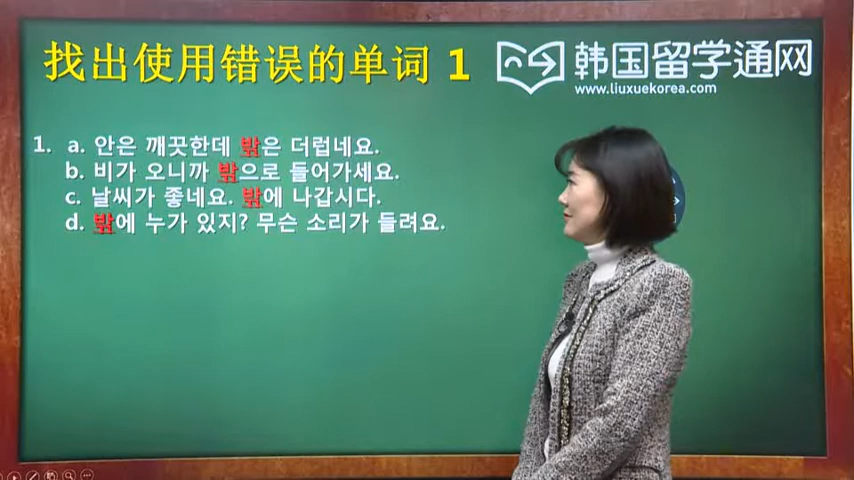 找出使用错误的单词 1
韩国留学通网
www.liuxuekorea.com
1. a. 안은 깨끗한데 밖은 더럽네요.
b. 비가 오니까 밖으로 들어가세요.
c. 날씨가 좋네요. 밖에 나갑시다.
d. 밖에 누가 있지? 무슨 소리가 들려요.